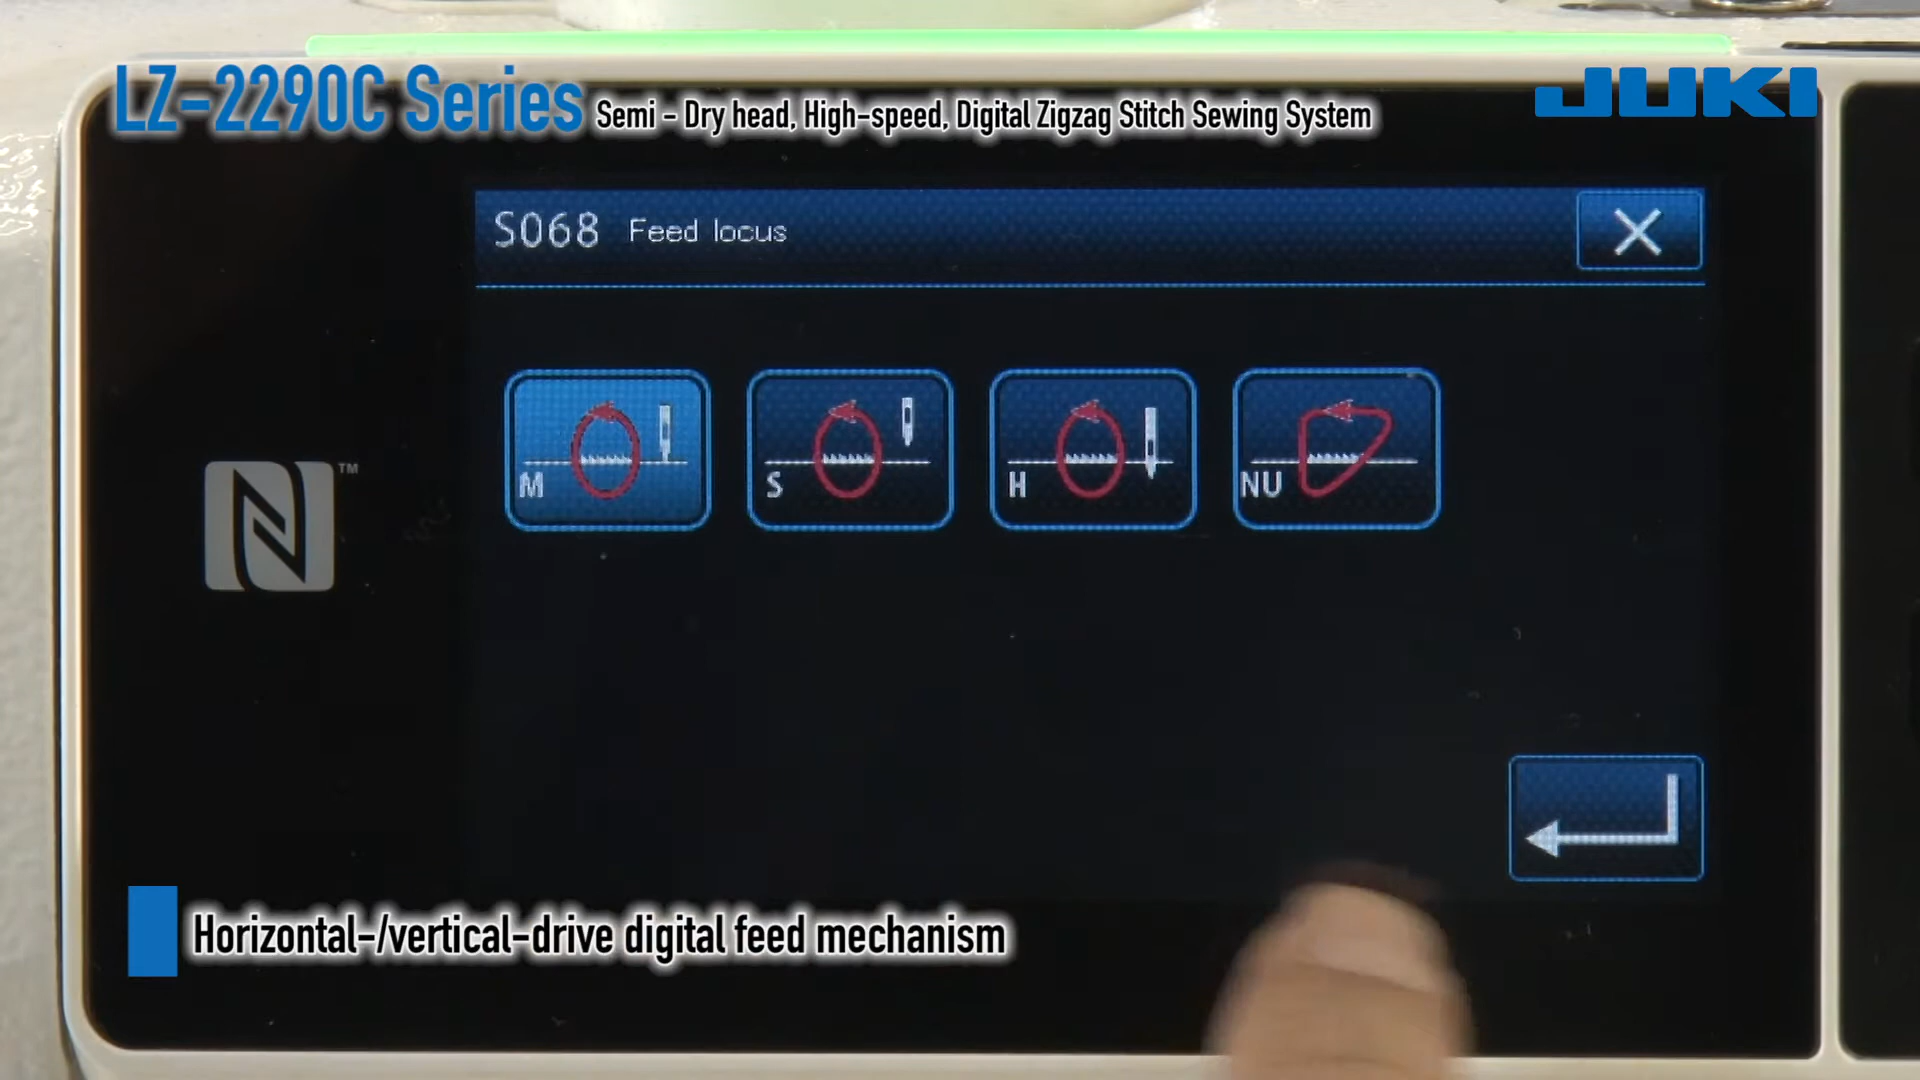 LZ-2290C Series Semi - Dry head, High-speed, Digital Zigzag Stitch Sewing System
JUKI
S068 Feed locus
M
S
H
NU
TM
Horizontal-/vertical-drive digital feed mechanism